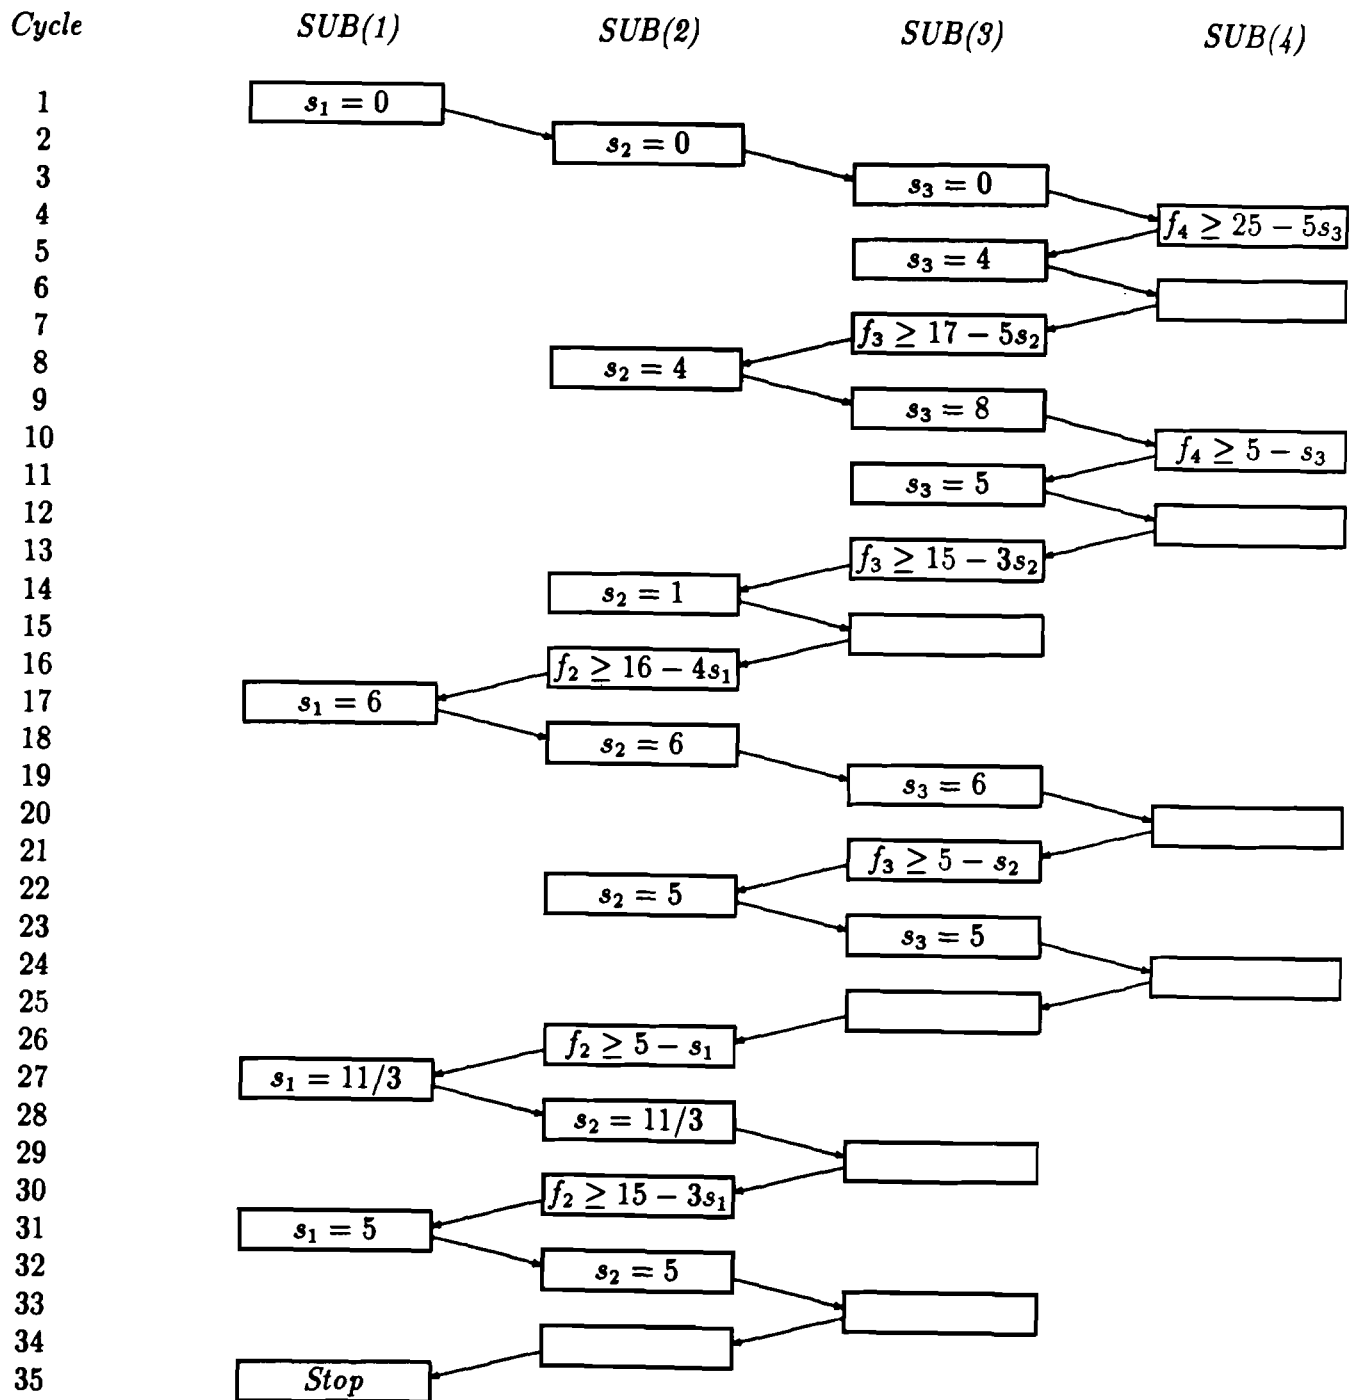 Cycle SUB(1) SUB(2) SUB(3) SUB(4)
1 s₁ = 0
2 s₂ = 0
3 s₃ = 0
4 f₄ ≥ 25 − 5s₃
5 s₃ = 4
6
7 f₃ ≥ 17 − 5s₂
8 s₂ = 4
9 s₃ = 8
10 f₄ ≥ 5 − s₃
11 s₃ = 5
12
13 f₃ ≥ 15 − 3s₂
14 s₂ = 1
15
16 f₂ ≥ 16 − 4s₁
17 s₁ = 6
18 s₂ = 6
19 s₃ = 6
20
21 f₃ ≥ 5 − s₂
22 s₂ = 5
23 s₃ = 5
24
25
26 f₂ ≥ 5 − s₁
27 s₁ = 11/3
28 s₂ = 11/3
29
30 f₂ ≥ 15 − 3s₁
31 s₁ = 5
32 s₂ = 5
33
34
35 Stop